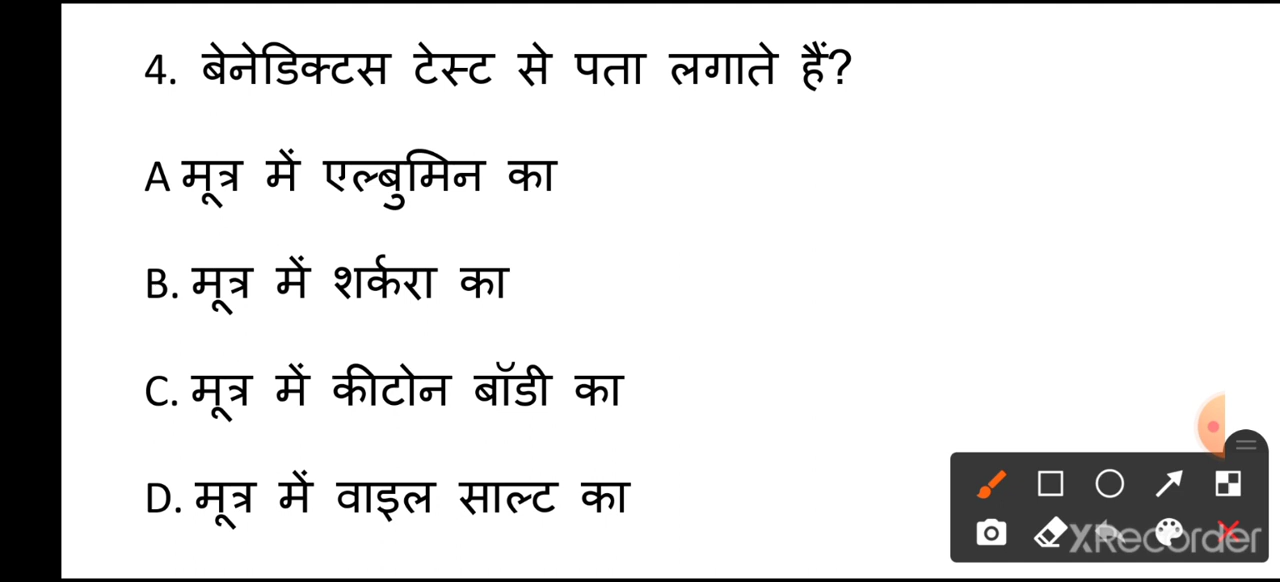 4. बेनेडिक्टस टेस्ट से पता लगाते हैं?
A मूत्र में एल्बुमिन का
B. मूत्र में शर्करा का
C. मूत्र में कीटोन बॉडी का
D. मूत्र में वाइल साल्ट का
XRecorder